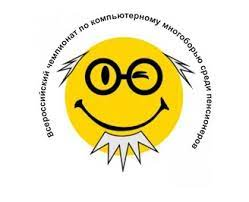 Всероссийский чемпионат по компьютерному многоборью среди пенсионеров